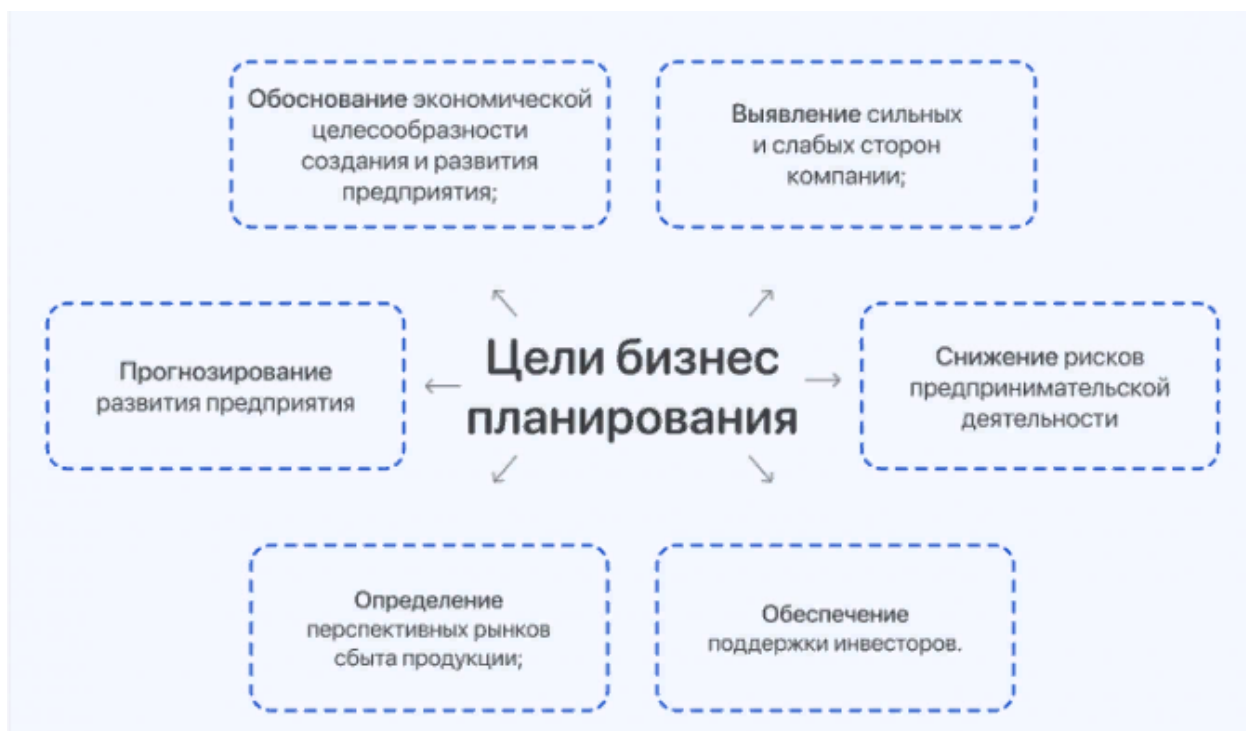 Обоснование экономической
целесообразности
создания и развития
предприятия;
Выявление сильных
и слабых сторон
компании;
Прогнозирование
развития предприятия
Цели бизнес
планирования
Снижение рисков
предпринимательской
деятельности
Определение
перспективных рынков
сбыта продукции;
Обеспечение
поддержки инвесторов.